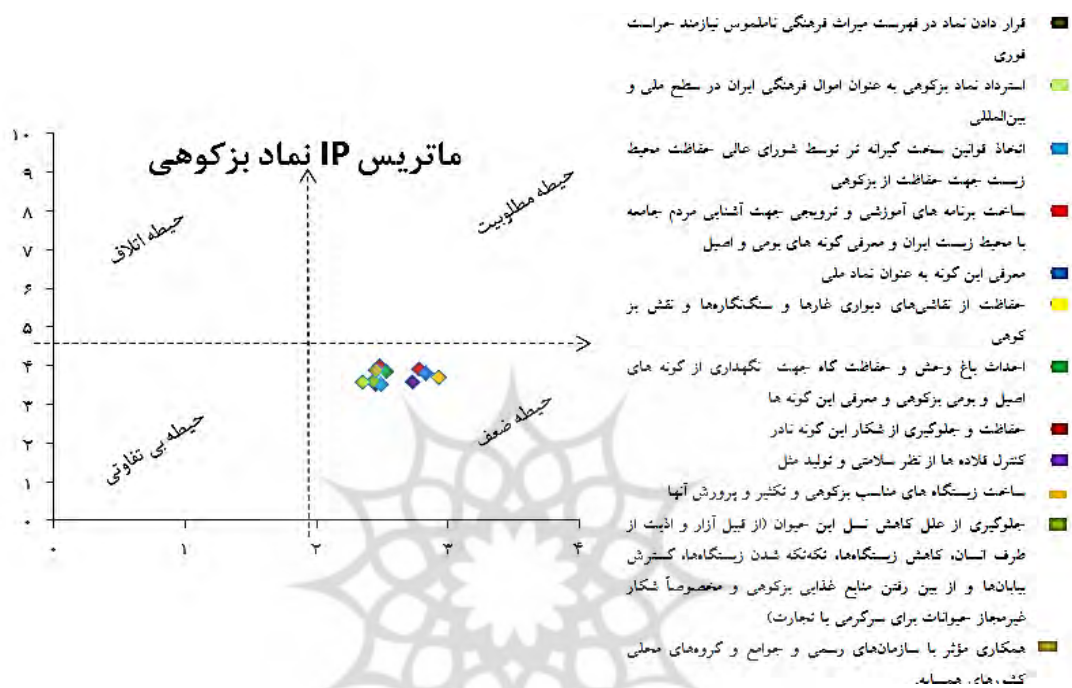 قرار دادن نماد در فهرست میراث فرهنگی ناملموس نیازمند حراست
فوری
استرداد نماد بزکوهی به عنوان اموال فرهنگی ایران در سطح ملی و
بین‌المللی
اتخاذ قوانین سخت گیرانه تر توسط شورای عالی حفاظت محیط
زیست جهت حفاظت از بزکوهی
ساخت برنامه های آموزشی و ترویجی جهت آشنایی مردم جامعه
با محیط زیست ایران و معرفی گونه های بومی و اصیل
معرفی این گونه به عنوان نماد ملی
حفاظت از نقاشی‌های دیواری غارها و سنگ‌نگاره‌ها و نقش بز
کوهی
احداث باغ وحش و حفاظت گاه جهت نگهداری از گونه های
اصیل و بومی بزکوهی و معرفی این گونه ها
حفاظت و جلوگیری از شکار این گونه نادر
کنترل قلاده ها از نظر سلامتی و تولید مثل
ساخت زیستگاه های مناسب بزکوهی و تکثیر و پرورش آنها
جلوگیری از علل کاهش نسل این حیوان (از قبیل آزار و اذیت از
طرف انسان، کاهش زیستگاه‌ها، تکه‌تکه شدن زیستگاه‌ها، گسترش
بیابان‌ها و از بین رفتن منابع غذایی بزکوهی و مخصوصاً شکار
غیرمجاز حیوانات برای سرگرمی یا تجارت)
همکاری مؤثر با سازمان‌های رسمی و جوامع و گروه‌های محلی
کشورهای همسایه.
ماتریس IP نماد بزکوهی
حیطه مطلوبیت
حیطه اتلاف
حیطه ضعف
حیطه بی تفاوتی
۱۰
۹
۸
۷
۶
۵
۴
۳
۲
۱
۰
۰ ۱ ۲ ۳ ۴